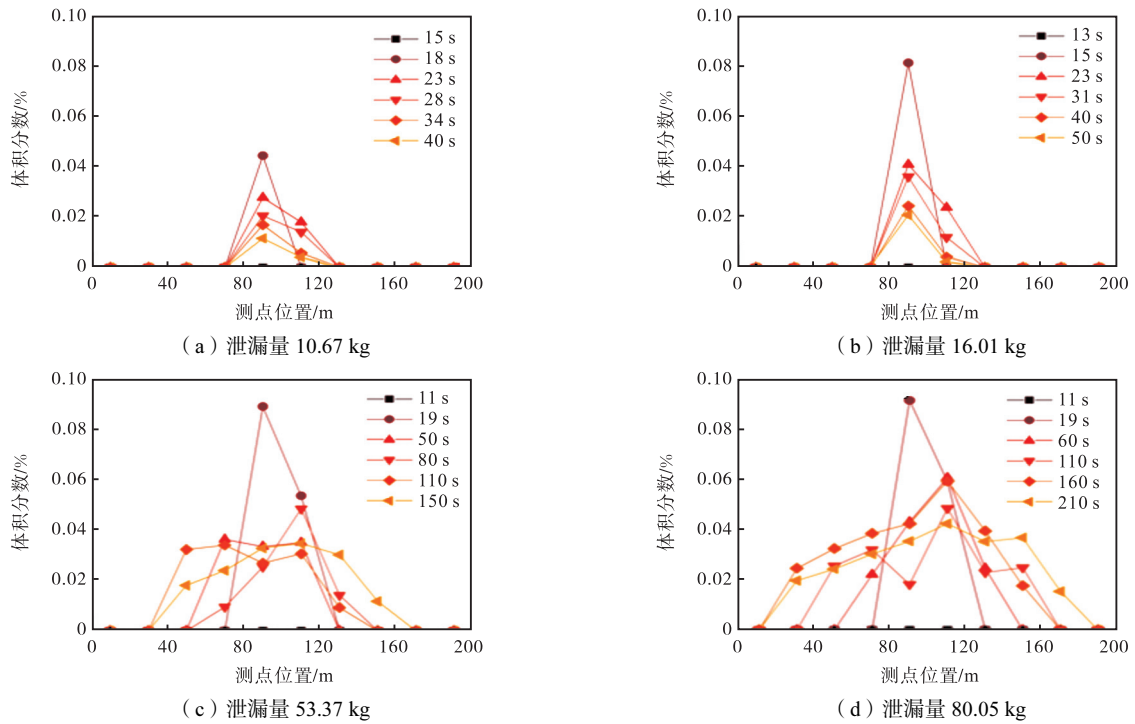 0.10
0.08
0.06
0.04
0.02
0
体积分数/%
15 s
18 s
23 s
28 s
34 s
40 s
0 40 80 120 160 200
测点位置/m
（a）泄漏量 10.67 kg
0.10
0.08
0.06
0.04
0.02
0
体积分数/%
13 s
15 s
23 s
31 s
40 s
50 s
0 40 80 120 160 200
测点位置/m
（b）泄漏量 16.01 kg
0.10
0.08
0.06
0.04
0.02
0
体积分数/%
11 s
19 s
50 s
80 s
110 s
150 s
0 40 80 120 160 200
测点位置/m
（c）泄漏量 53.37 kg
0.10
0.08
0.06
0.04
0.02
0
体积分数/%
11 s
19 s
60 s
110 s
160 s
210 s
0 40 80 120 160 200
测点位置/m
（d）泄漏量 80.05 kg